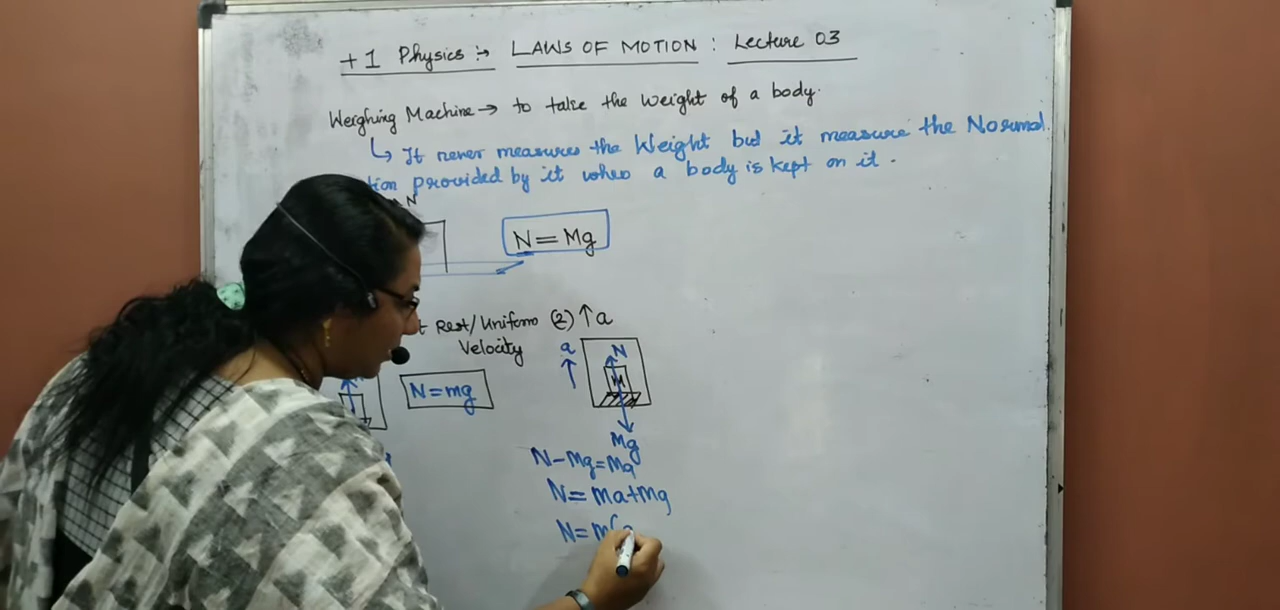 +1 Physics :→ LAWS OF MOTION : Lecture 03
Weighing Machine → to take the Weight of a body.
↳ It never measures the Weight but it measure the Normal
tion provided by it when a body is kept on it.
N
N = Mg
t Rest/Uniform (2) ↑ a
Velocity
a ↑
N
M
N = mg
Mg
N - Mg = Ma
N = Ma + Mg
N = m(